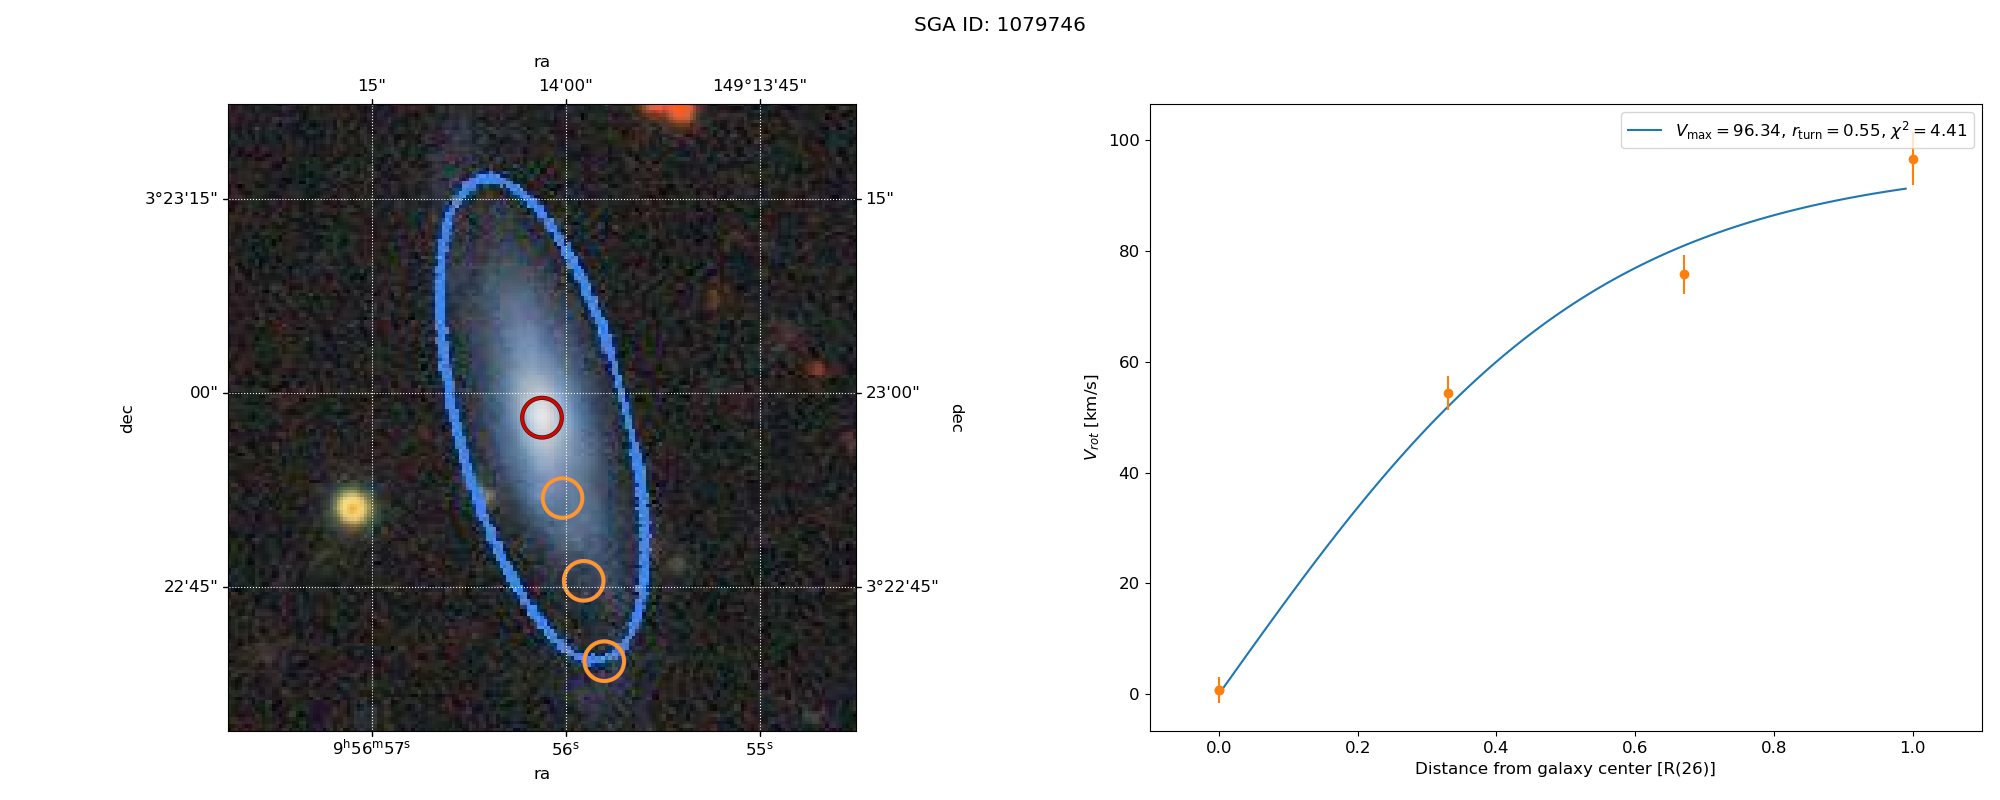 SGA ID: 1079746
ra
15" 14'00" 149°13'45"
3°23'15" 15"
00" 23'00"
dec dec
22'45" 3°22'45"
9ʰ56ᵐ57ˢ 56ˢ 55ˢ
ra
V_max = 96.34, r_turn = 0.55, χ² = 4.41
100
80
60
40
20
0
V_rot [km/s]
0.0 0.2 0.4 0.6 0.8 1.0
Distance from galaxy center [R(26)]